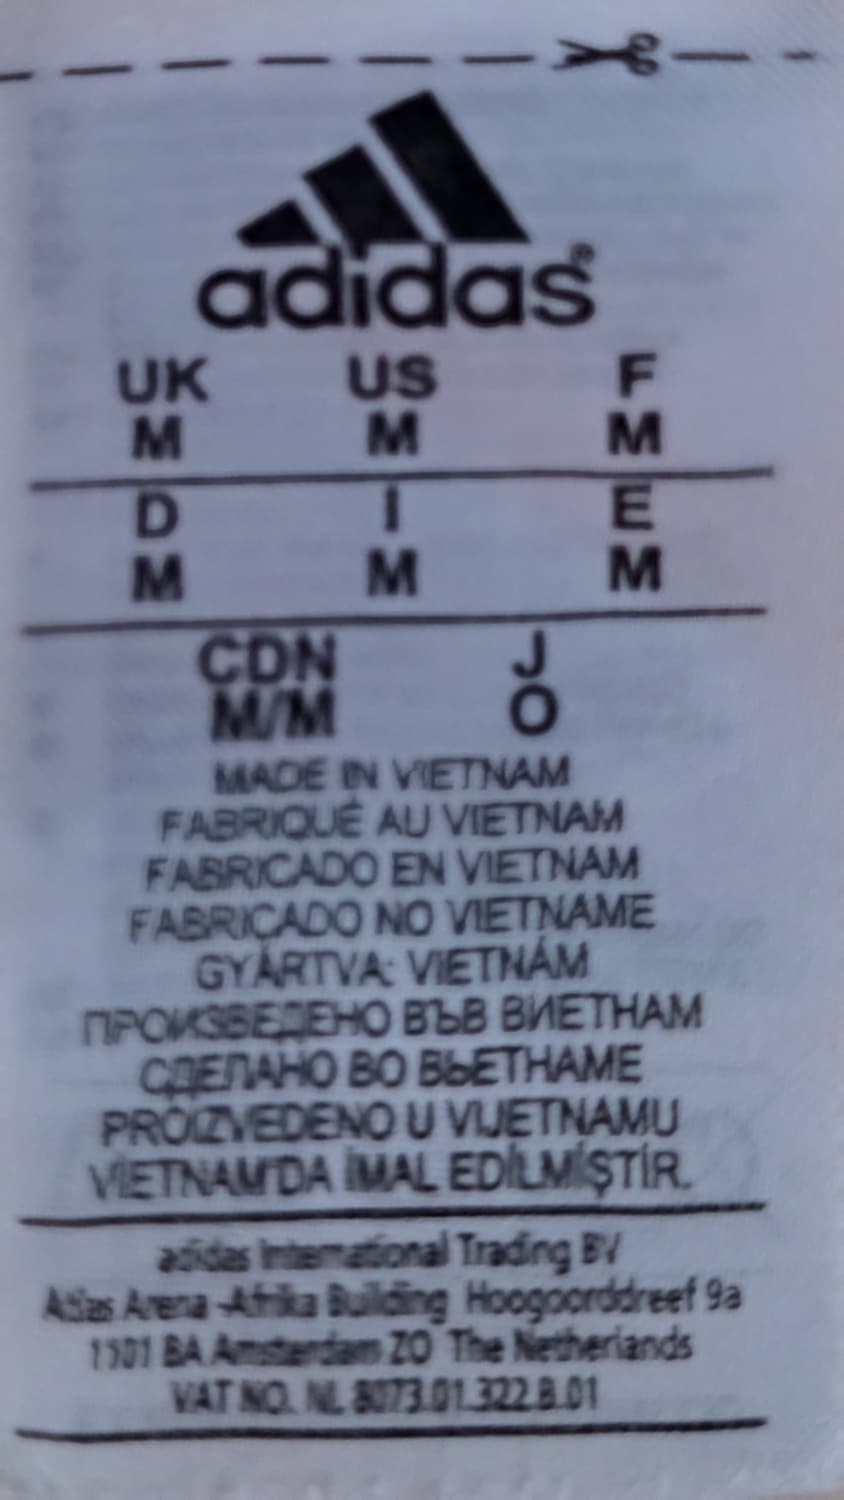 adidas®
UK US F
M M M
D I E
M M M
CDN J
M/M O
MADE IN VIETNAM
FABRIQUÉ AU VIETNAM
FABRICADO EN VIETNAM
FABRICADO NO VIETNAME
GYÁRTVA: VIETNÁM
ПРОИЗВЕДЕНО ВЪВ ВИЕТНАМ
СДЕЛАНО ВО ВЬЕТНАМЕ
PROIZVEDENO U VIJETNAMU
VİETNAM'DA İMAL EDİLMİŞTİR.
adidas International Trading BV
Atlas Arena -Afrika Building Hoogoorddreef 9a
1101 BA Amsterdam ZO The Netherlands
VAT NO. NL 8073.01.322.B.01